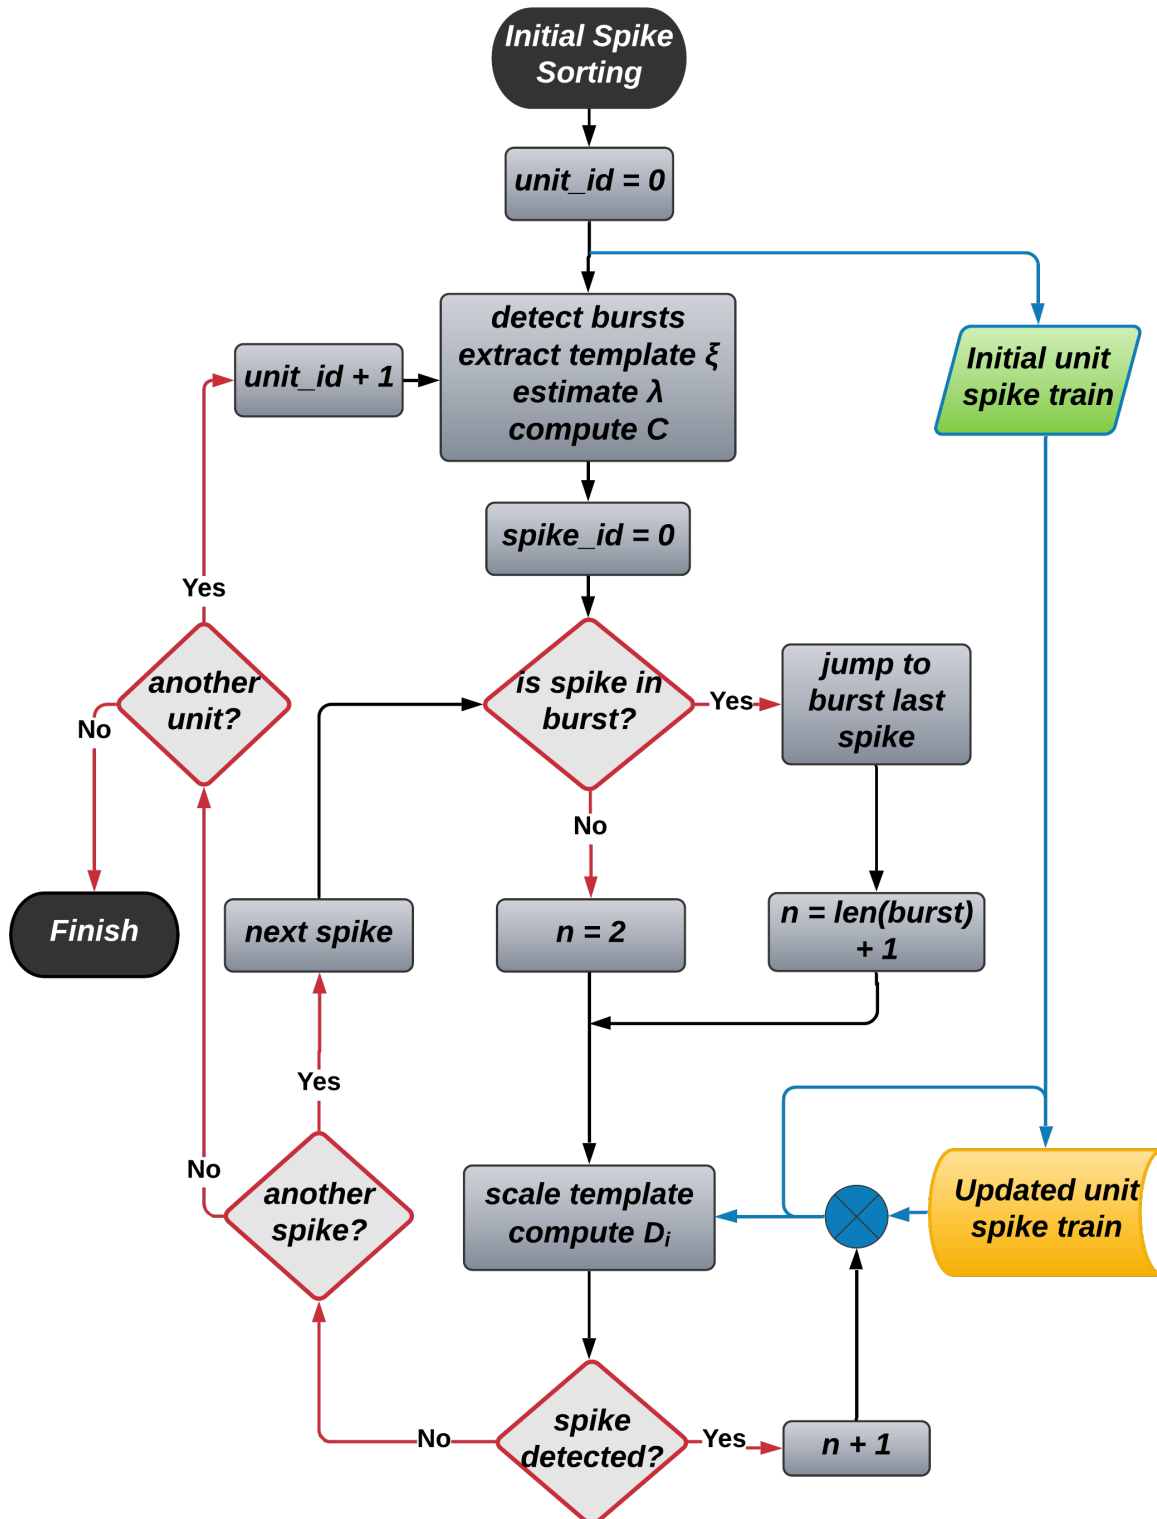 Initial Spike
Sorting
unit_id = 0
detect bursts
extract template ξ
estimate λ
compute C
unit_id + 1
Initial unit
spike train
spike_id = 0
Yes
another
unit?
No
is spike in
burst?
Yes
jump to
burst last
spike
No
Finish
next spike
n = 2
n = len(burst)
+ 1
Yes
No
another
spike?
scale template
compute Dᵢ
Updated unit
spike train
No
spike
detected?
Yes
n + 1